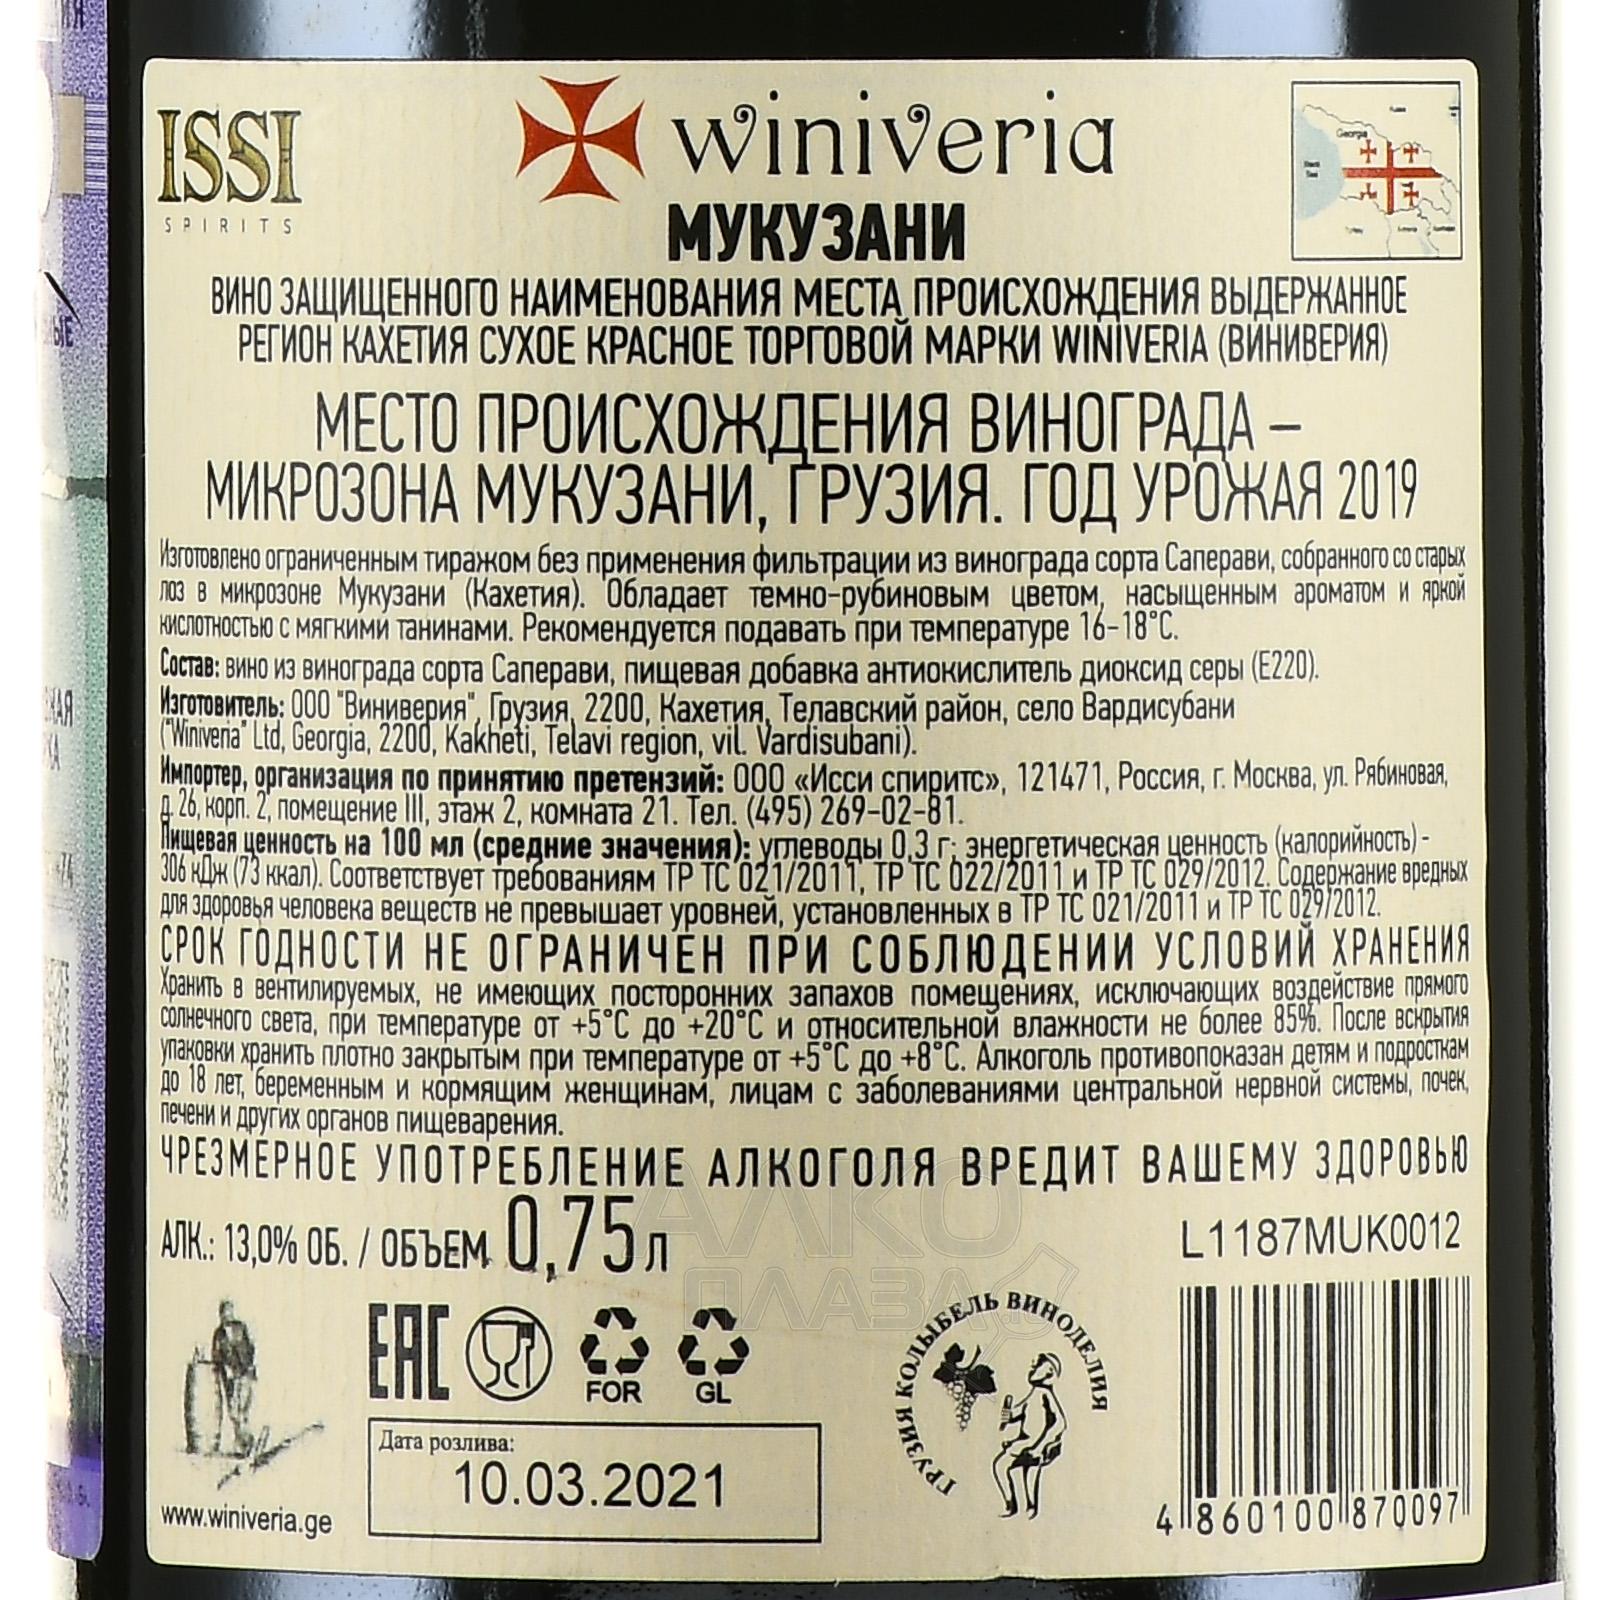 ISSI
SPIRITS
winiveria
Georgia
МУКУЗАНИ
ВИНО ЗАЩИЩЕННОГО НАИМЕНОВАНИЯ МЕСТА ПРОИСХОЖДЕНИЯ ВЫДЕРЖАННОЕ
РЕГИОН КАХЕТИЯ СУХОЕ КРАСНОЕ ТОРГОВОЙ МАРКИ WINIVERIA (ВИНИВЕРИЯ)
МЕСТО ПРОИСХОЖДЕНИЯ ВИНОГРАДА –
МИКРОЗОНА МУКУЗАНИ, ГРУЗИЯ. ГОД УРОЖАЯ 2019
Изготовлено ограниченным тиражом без применения фильтрации из винограда сорта Саперави, собранного со старых
лоз в микрозоне Мукузани (Кахетия). Обладает темно-рубиновым цветом, насыщенным ароматом и яркой
кислотностью с мягкими танинами. Рекомендуется подавать при температуре 16-18°С.
Состав: вино из винограда сорта Саперави, пищевая добавка антиокислитель диоксид серы (Е220).
Изготовитель: ООО "Виниверия", Грузия, 2200, Кахетия, Телавский район, село Вардисубани
("Winiveria" Ltd, Georgia, 2200, Kakheti, Telavi region, vil. Vardisubani).
Импортер, организация по принятию претензий: ООО «Исси спиритс», 121471, Россия, г. Москва, ул. Рябиновая,
д. 26, корп. 2, помещение III, этаж 2, комната 21. Тел. (495) 269-02-81.
Пищевая ценность на 100 мл (средние значения): углеводы 0,3 г; энергетическая ценность (калорийность) -
306 кДж (73 ккал). Соответствует требованиям ТР ТС 021/2011, ТР ТС 022/2011 и ТР ТС 029/2012. Содержание вредных
для здоровья человека веществ не превышает уровней, установленных в ТР ТС 021/2011 и ТР ТС 029/2012.
СРОК ГОДНОСТИ НЕ ОГРАНИЧЕН ПРИ СОБЛЮДЕНИИ УСЛОВИЙ ХРАНЕНИЯ
Хранить в вентилируемых, не имеющих посторонних запахов помещениях, исключающих воздействие прямого
солнечного света, при температуре от +5°С до +20°С и относительной влажности не более 85%. После вскрытия
упаковки хранить плотно закрытым при температуре от +5°С до +8°С. Алкоголь противопоказан детям и подросткам
до 18 лет, беременным и кормящим женщинам, лицам с заболеваниями центральной нервной системы, почек,
печени и других органов пищеварения.
ЧРЕЗМЕРНОЕ УПОТРЕБЛЕНИЕ АЛКОГОЛЯ ВРЕДИТ ВАШЕМУ ЗДОРОВЬЮ
АЛК.: 13,0% ОБ. / ОБЪЕМ 0,75 л
L1187MUK0012
АЛКО
ПЛАЗА
EAC
FOR
GL
ГРУЗИЯ КОЛЫБЕЛЬ ВИНОДЕЛИЯ
Дата розлива:
10.03.2021
www.winiveria.ge
4 860100 870097